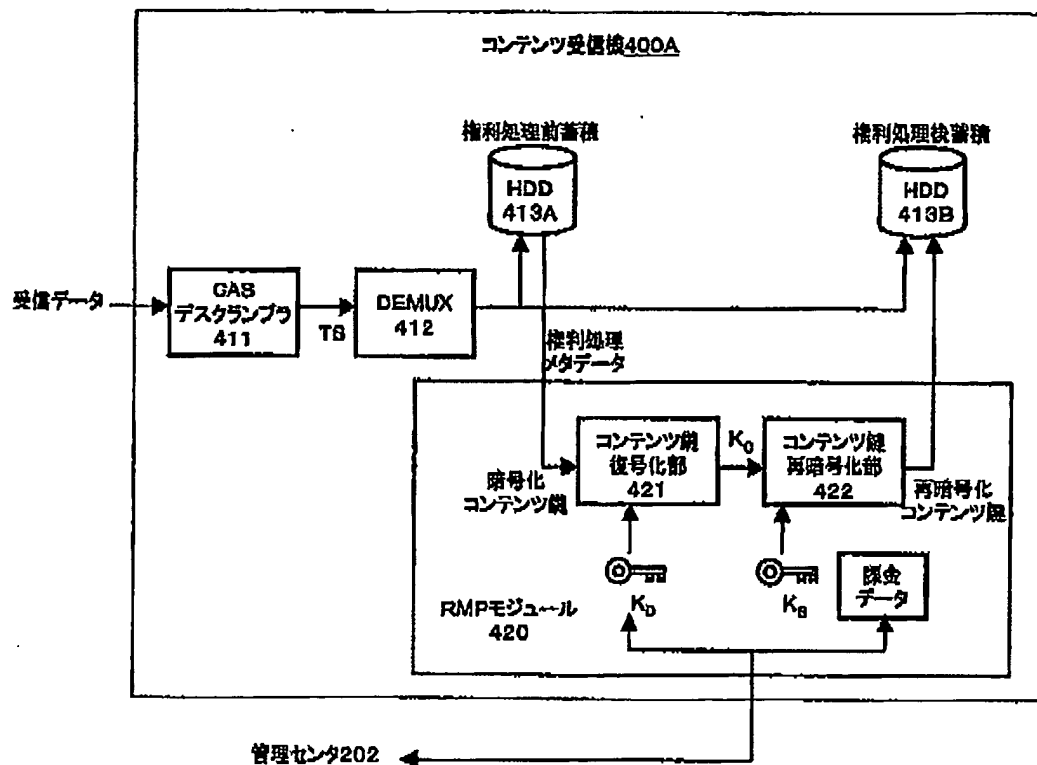 コンテンツ受信機400A
権利処理前蓄積
権利処理後蓄積
HDD
413A
HDD
413B
受信データ
CAS
デスクランブラ
411
TS
DEMUX
412
権利処理
メタデータ
暗号化
コンテンツ鍵
コンテンツ鍵
復号化部
421
K_C
コンテンツ鍵
再暗号化部
422
再暗号化
コンテンツ鍵
RMPモジュール
420
K_D
K_S
課金
データ
管理センタ202